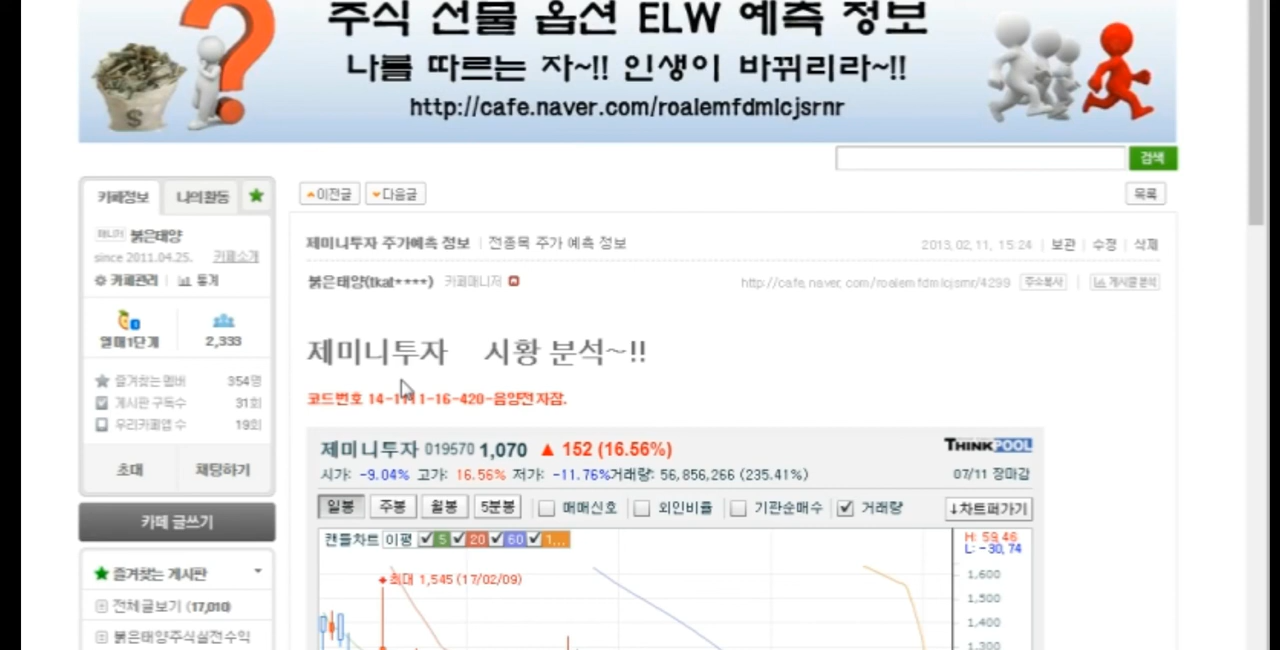 주식 선물 옵션 ELW 예측 정보
나를 따르는 자~!! 인생이 바뀌리라~!!
http://cafe.naver.com/roalemfdmlcjsrnr
검색
카페정보 나의활동
이전글 다음글 목록
매니저 붉은태양
since 2011.04.25. 카페소개
카페관리 통계
제미니투자 주가예측 정보 | 전종목 주가 예측 정보 2013.02.11. 15:24 | 보관 | 수정 | 삭제
붉은태양(tkat****) 카페매니저 http://cafe.naver.com/roalemfdmlcjsrnr/4299 주소복사 | 게시글 분석
열매1단계 2,333
제미니투자 시황 분석~!!
즐겨찾는 멤버 354명
게시판 구독수 31회
우리카페앱 수 19회
코드번호 14-1111-16-420-음양전자잠.
초대 채팅하기
카페 글쓰기
제미니투자 019570 1,070 ▲ 152 (16.56%) THINKPOOL
시가: -9.04% 고가: 16.56% 저가: -11.76%거래량: 56,856,266 (235.41%) 07/11 장마감
일봉 주봉 월봉 5분봉 매매신호 외인비율 기관순매수 거래량 ↓차트퍼가기
캔들차트 이평 5 20 60 1...
H: 59,46
L: -30,74
최대 1,545 (17/02/09)
1,600
1,500
1,400
1,300
즐겨찾는 게시판
전체글보기 (17,010)
붉은태양주식실전수익